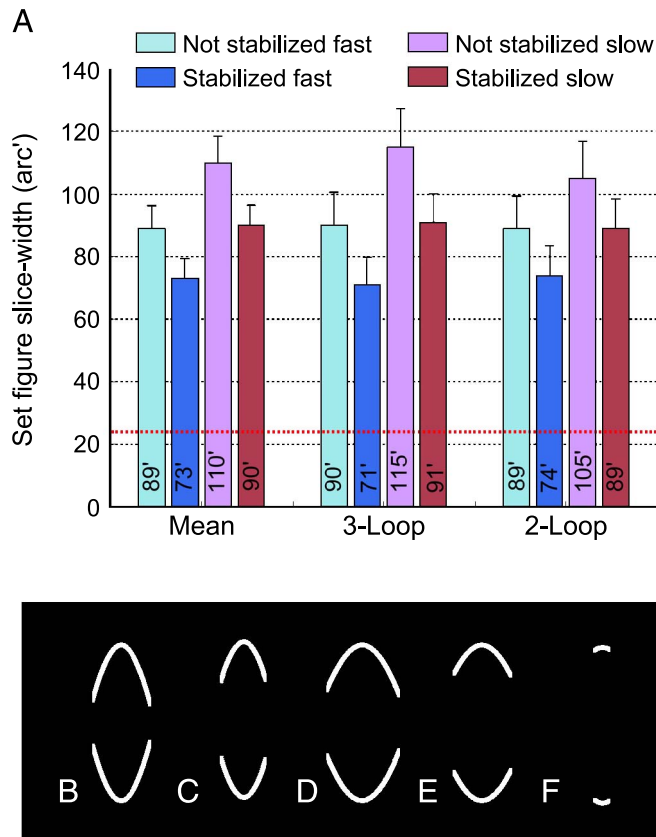 A
Not stabilized fast
Not stabilized slow
Stabilized fast
Stabilized slow
Set figure slice-width (arc')
140
120
100
80
60
40
20
0
89'
73'
110'
90'
90'
71'
115'
91'
89'
74'
105'
89'
Mean
3-Loop
2-Loop
B
C
D
E
F